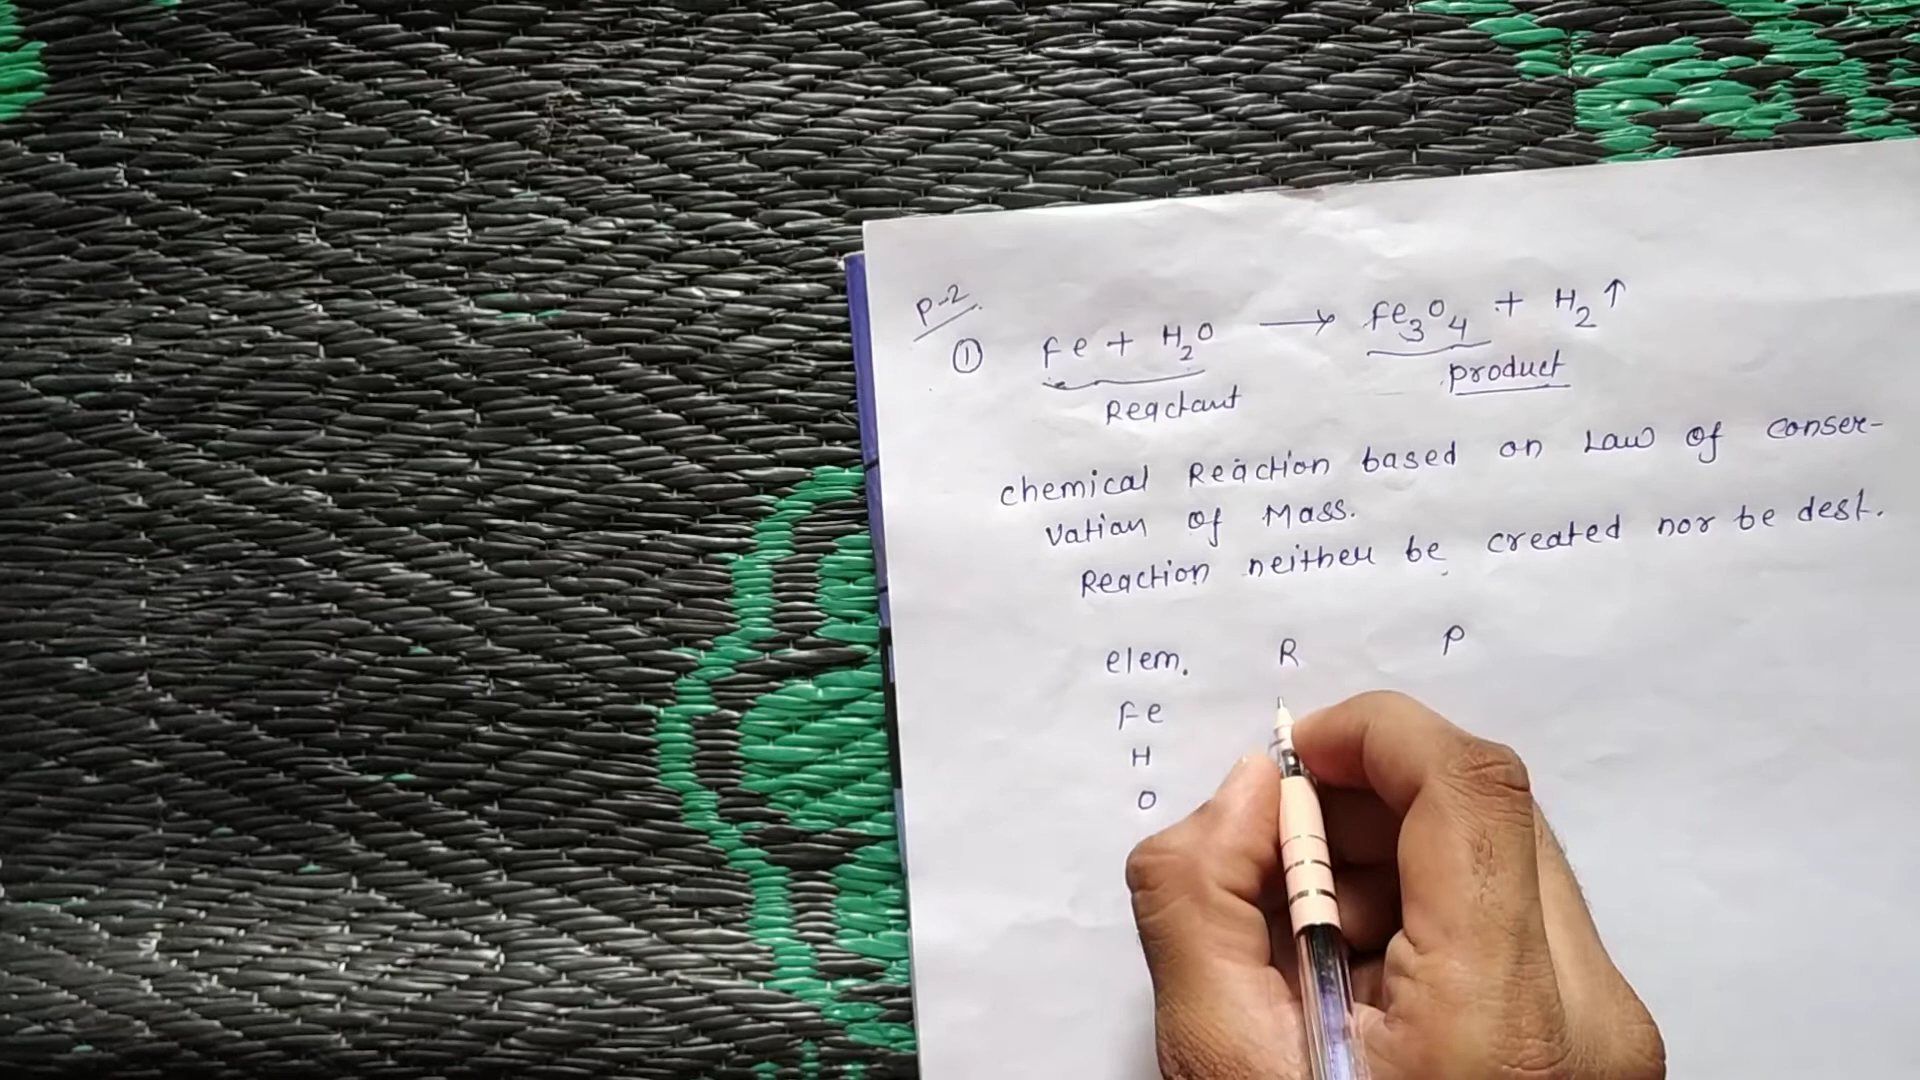 P-2
① Fe + H₂O → Fe₃O₄ + H₂↑
Reactant product
chemical Reaction based on Law of conser-
vation of Mass.
Reaction neither be created nor be dest.
elem. R P
Fe
H
O